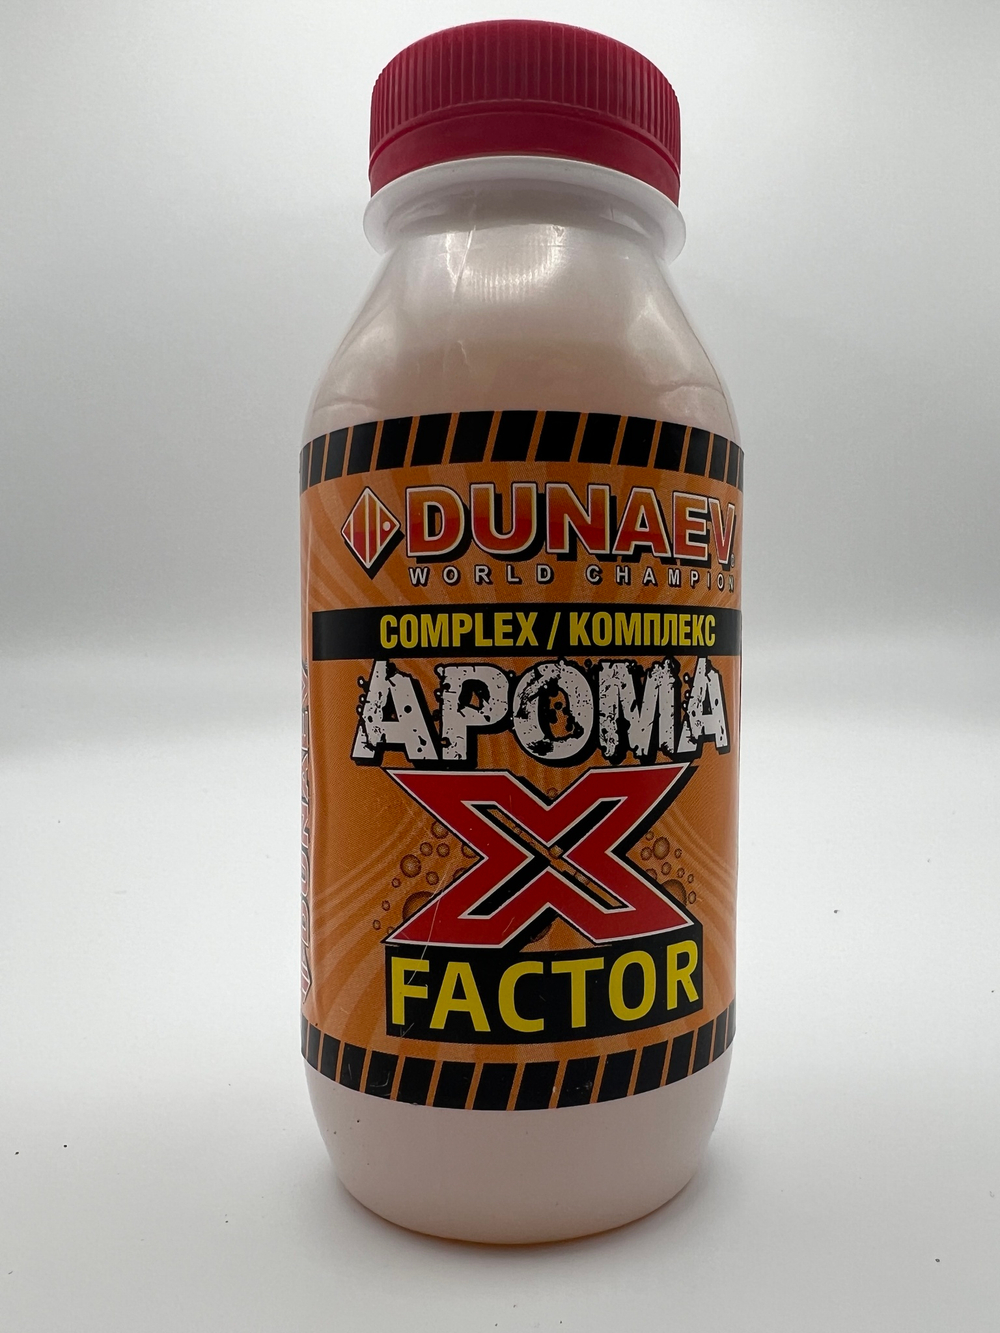 DUNAEV
WORLD CHAMPION
COMPLEX / КОМПЛЕКС
АРОМА
X
FACTOR